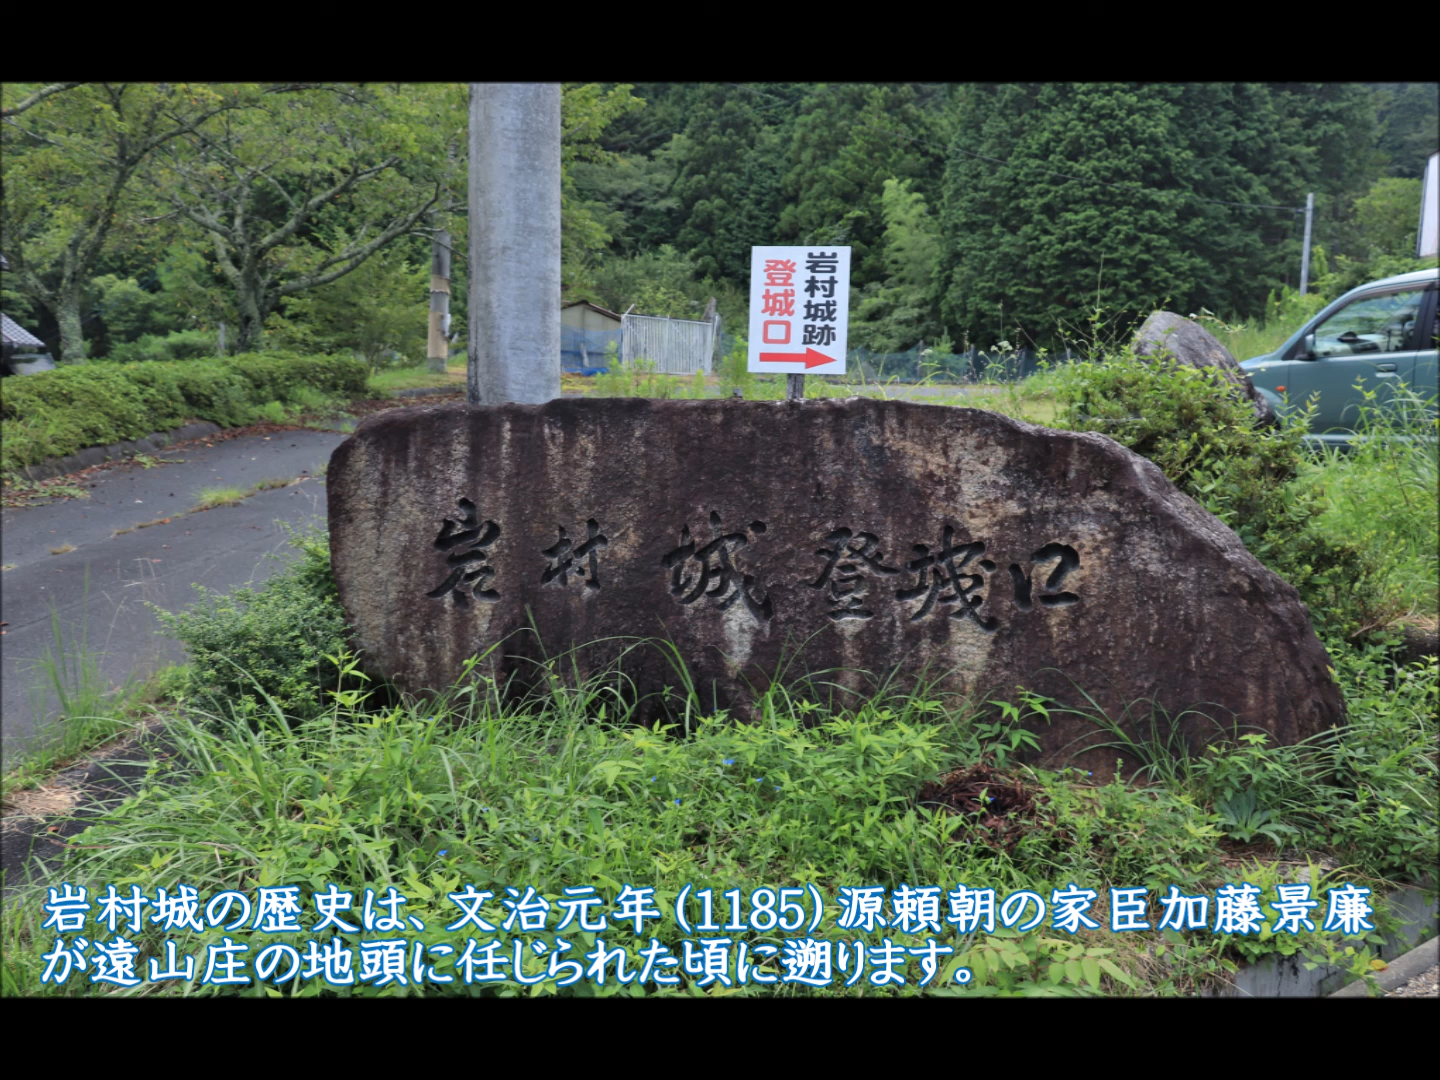 岩村城跡
登城口
岩村城登城口
岩村城の歴史は、文治元年(1185)源頼朝の家臣加藤景廉
が遠山庄の地頭に任じられた頃に遡ります。